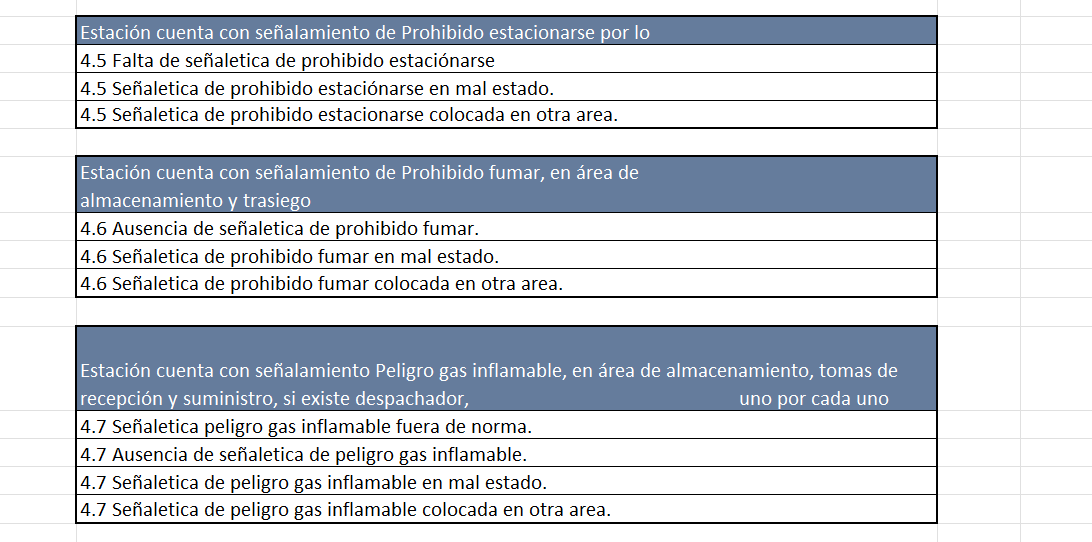 Estación cuenta con señalamiento de Prohibido estacionarse por lo
4.5 Falta de señaletica de prohibido estaciónarse
4.5 Señaletica de prohibido estaciónarse en mal estado.
4.5 Señaletica de prohibido estacionarse colocada en otra area.
Estación cuenta con señalamiento de Prohibido fumar, en área de
almacenamiento y trasiego
4.6 Ausencia de señaletica de prohibido fumar.
4.6 Señaletica de prohibido fumar en mal estado.
4.6 Señaletica de prohibido fumar colocada en otra area.
Estación cuenta con señalamiento Peligro gas inflamable, en área de almacenamiento, tomas de
recepción y suministro, si existe despachador, uno por cada uno
4.7 Señaletica peligro gas inflamable fuera de norma.
4.7 Ausencia de señaletica de peligro gas inflamable.
4.7 Señaletica de peligro gas inflamable en mal estado.
4.7 Señaletica de peligro gas inflamable colocada en otra area.